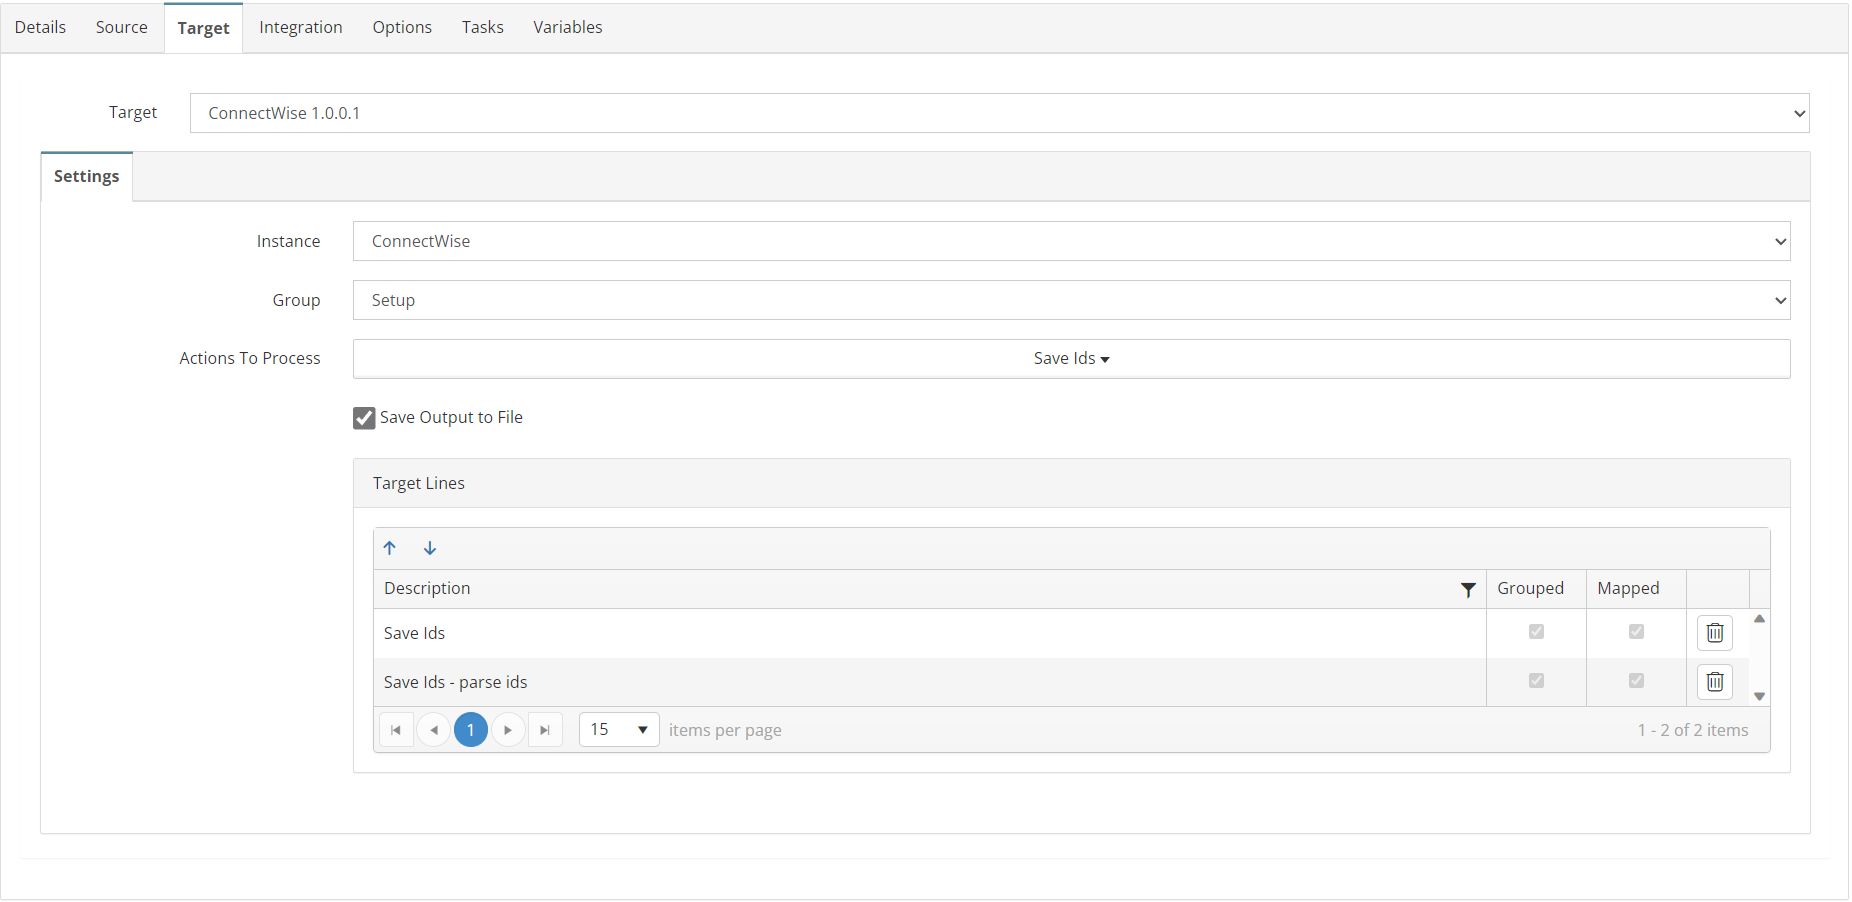 Details Source Target Integration Options Tasks Variables
Target ConnectWise 1.0.0.1
Settings
Instance ConnectWise
Group Setup
Actions To Process Save Ids
Save Output to File
Target Lines
Description Grouped Mapped
Save Ids
Save Ids - parse ids
1 15 items per page 1 - 2 of 2 items